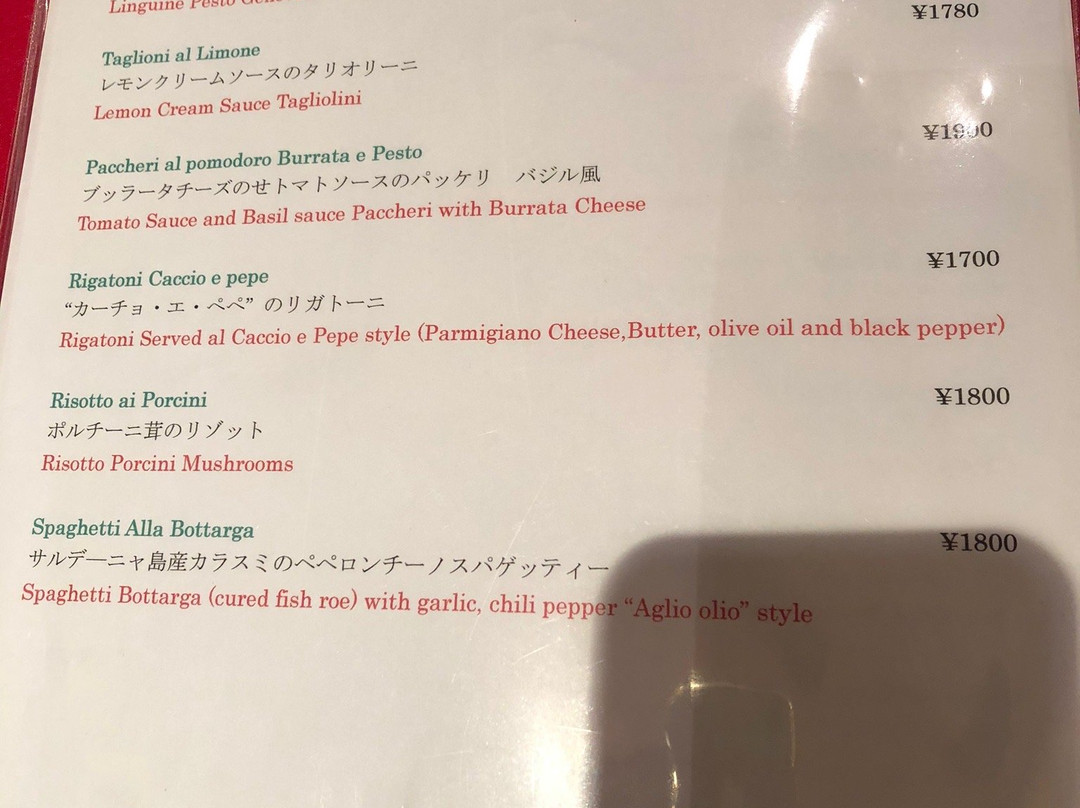 Linguine Pesto
¥1780
Taglioni al Limone
レモンクリームソースのタリオリーニ
Lemon Cream Sauce Tagliolini
¥1900
Paccheri al pomodoro Burrata e Pesto
ブッラータチーズのせトマトソースのパッケリ　バジル風
Tomato Sauce and Basil sauce Paccheri with Burrata Cheese
¥1700
Rigatoni Caccio e pepe
“カーチョ・エ・ペペ” のリガトーニ
Rigatoni Served al Caccio e Pepe style (Parmigiano Cheese,Butter, olive oil and black pepper)
¥1800
Risotto ai Porcini
ポルチーニ茸のリゾット
Risotto Porcini Mushrooms
¥1800
Spaghetti Alla Bottarga
サルデ―ニャ島産カラスミのペペロンチーノスパゲッティー
Spaghetti Bottarga (cured fish roe) with garlic, chili pepper “Aglio olio” style